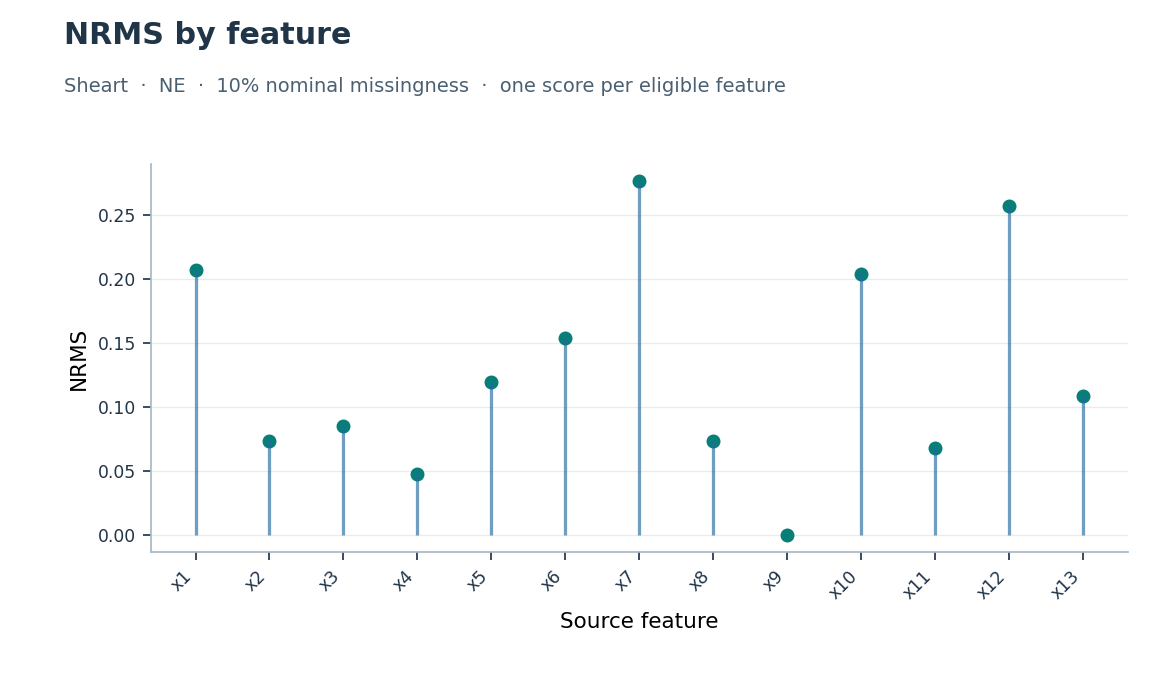 NRMS by feature
Sheart · NE · 10% nominal missingness · one score per eligible feature
0.25
0.20
0.15
0.10
0.05
0.00
NRMS
x1 x2 x3 x4 x5 x6 x7 x8 x9 x10 x11 x12 x13
Source feature